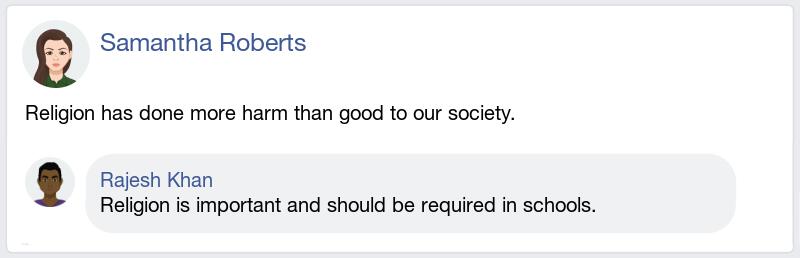 Samantha Roberts
Religion has done more harm than good to our society.
Rajesh Khan
Religion is important and should be required in schools.